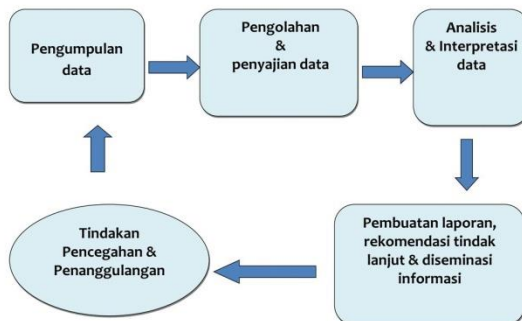 Pengumpulan
data
Pengolahan
&
penyajian data
Analisis
& Interpretasi
data
Pembuatan laporan,
rekomendasi tindak
lanjut & diseminasi
informasi
Tindakan
Pencegahan &
Penanggulangan